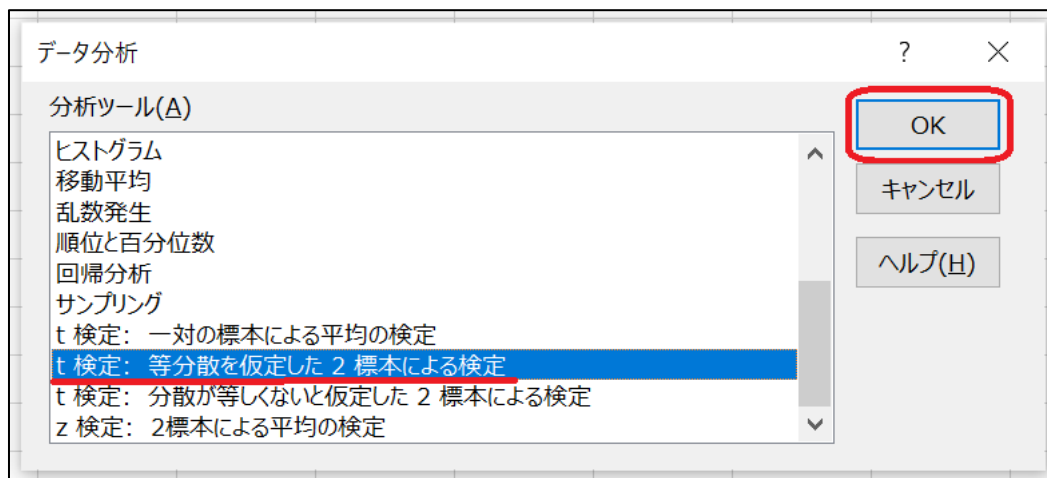 データ分析
?
分析ツール(A)
OK
ヒストグラム
移動平均
キャンセル
乱数発生
順位と百分位数
ヘルプ(H)
回帰分析
サンプリング
t 検定: 一対の標本による平均の検定
t 検定: 等分散を仮定した 2 標本による検定
t 検定: 分散が等しくないと仮定した 2 標本による検定
z 検定: 2標本による平均の検定